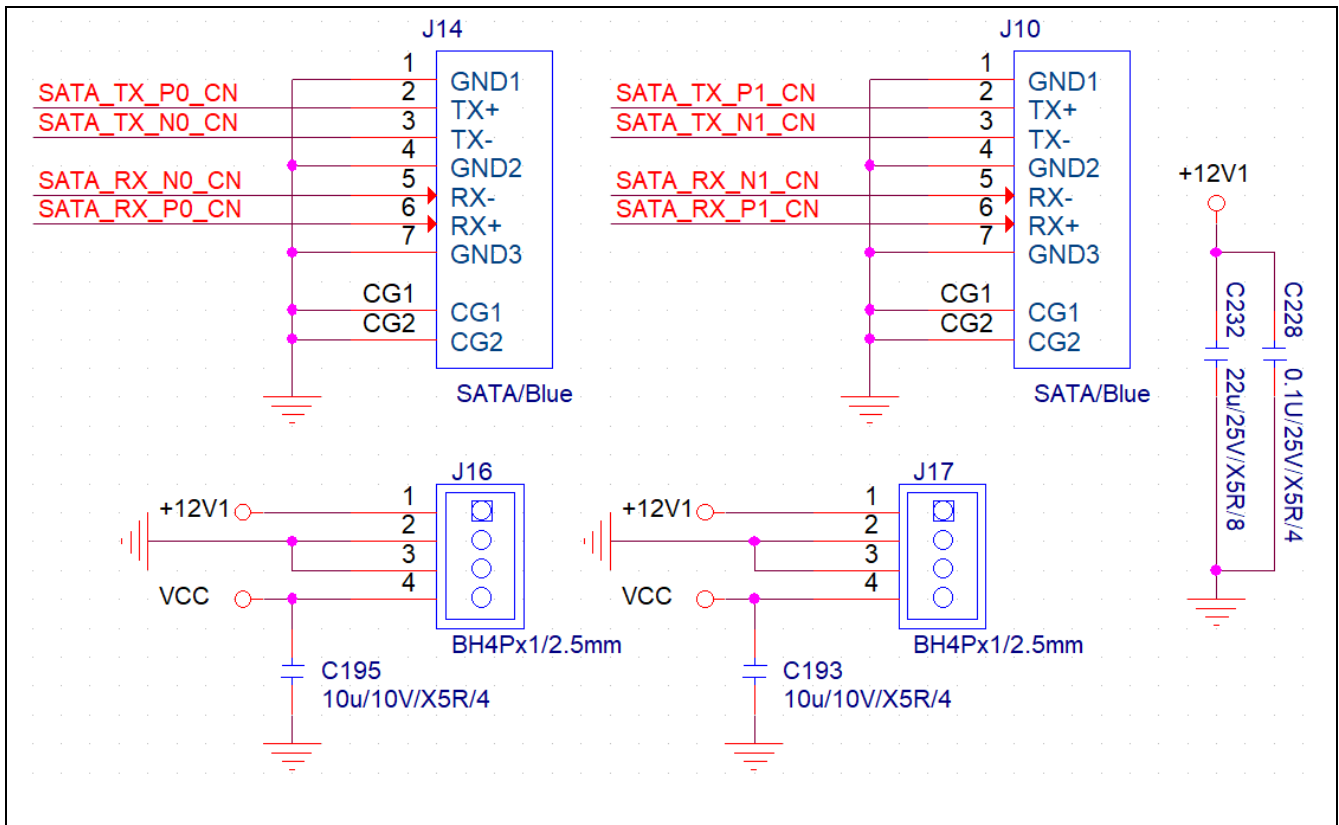 J14
1 GND1
SATA_TX_P0_CN 2 TX+
SATA_TX_N0_CN 3 TX-
4 GND2
SATA_RX_N0_CN 5 RX-
SATA_RX_P0_CN 6 RX+
7 GND3
CG1 CG1
CG2 CG2
SATA/Blue
J10
1 GND1
SATA_TX_P1_CN 2 TX+
SATA_TX_N1_CN 3 TX-
4 GND2
SATA_RX_N1_CN 5 RX-
SATA_RX_P1_CN 6 RX+
7 GND3
CG1 CG1
CG2 CG2
SATA/Blue
+12V1
C232
22u/25V/X5R/8
C228
0.1U/25V/X5R/4
J16
+12V1 1
2
3
VCC 4
BH4Px1/2.5mm
C195
10u/10V/X5R/4
J17
+12V1 1
2
3
VCC 4
BH4Px1/2.5mm
C193
10u/10V/X5R/4